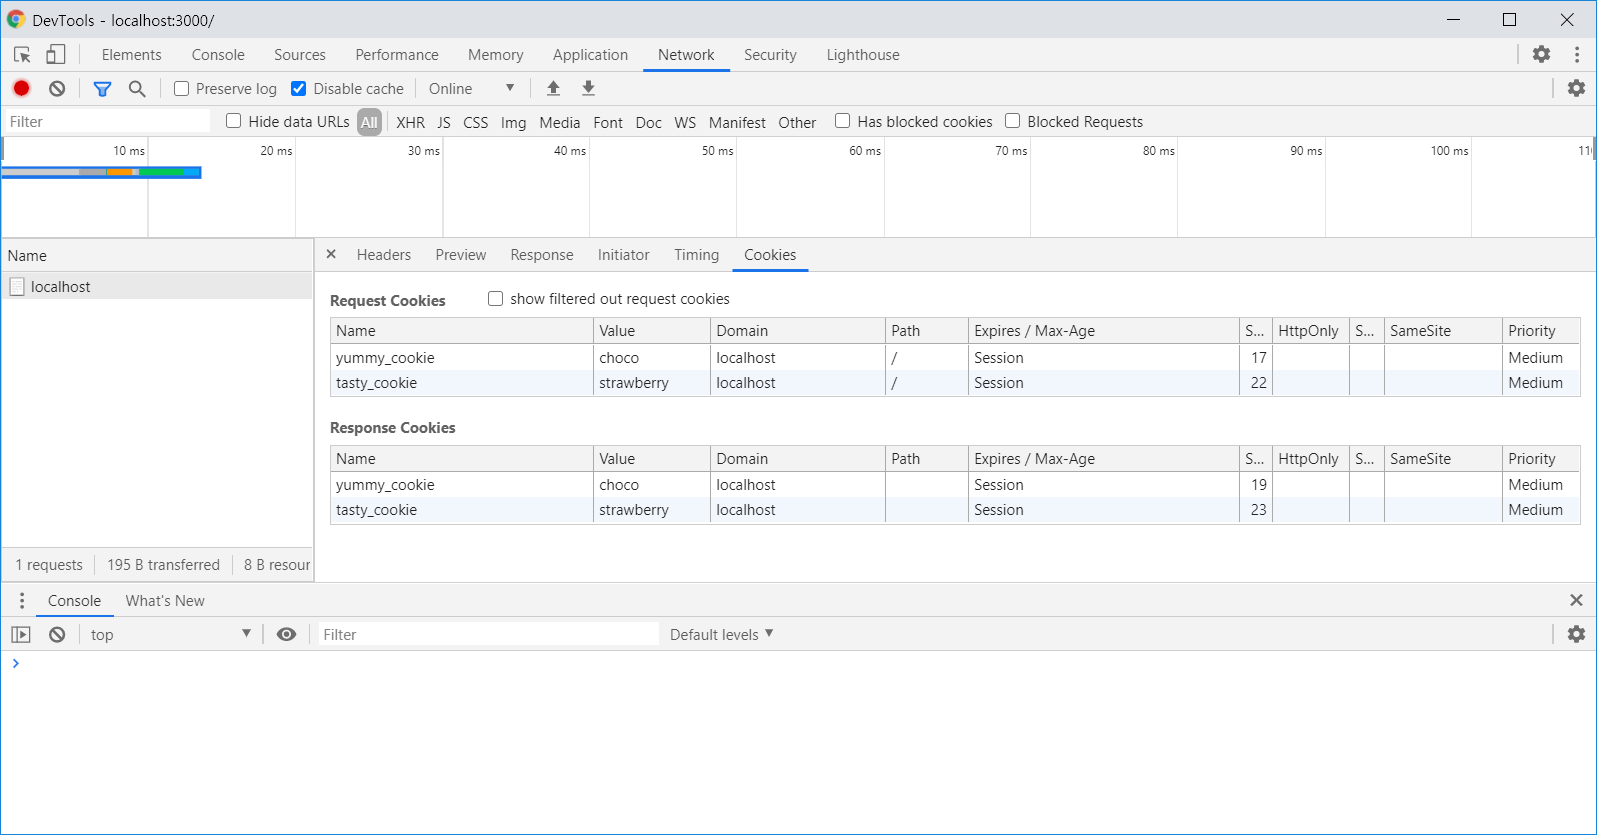 DevTools - localhost:3000/
Elements Console Sources Performance Memory Application Network Security Lighthouse
Preserve log Disable cache Online
Filter Hide data URLs All XHR JS CSS Img Media Font Doc WS Manifest Other Has blocked cookies Blocked Requests
10 ms 20 ms 30 ms 40 ms 50 ms 60 ms 70 ms 80 ms 90 ms 100 ms 11
Name
localhost
1 requests 195 B transferred 8 B resour
Headers Preview Response Initiator Timing Cookies
Request Cookies show filtered out request cookies
Name Value Domain Path Expires / Max-Age S... HttpOnly S... SameSite Priority
yummy_cookie choco localhost / Session 17 Medium
tasty_cookie strawberry localhost / Session 22 Medium
Response Cookies
Name Value Domain Path Expires / Max-Age S... HttpOnly S... SameSite Priority
yummy_cookie choco localhost Session 19 Medium
tasty_cookie strawberry localhost Session 23 Medium
Console What's New
top Filter Default levels